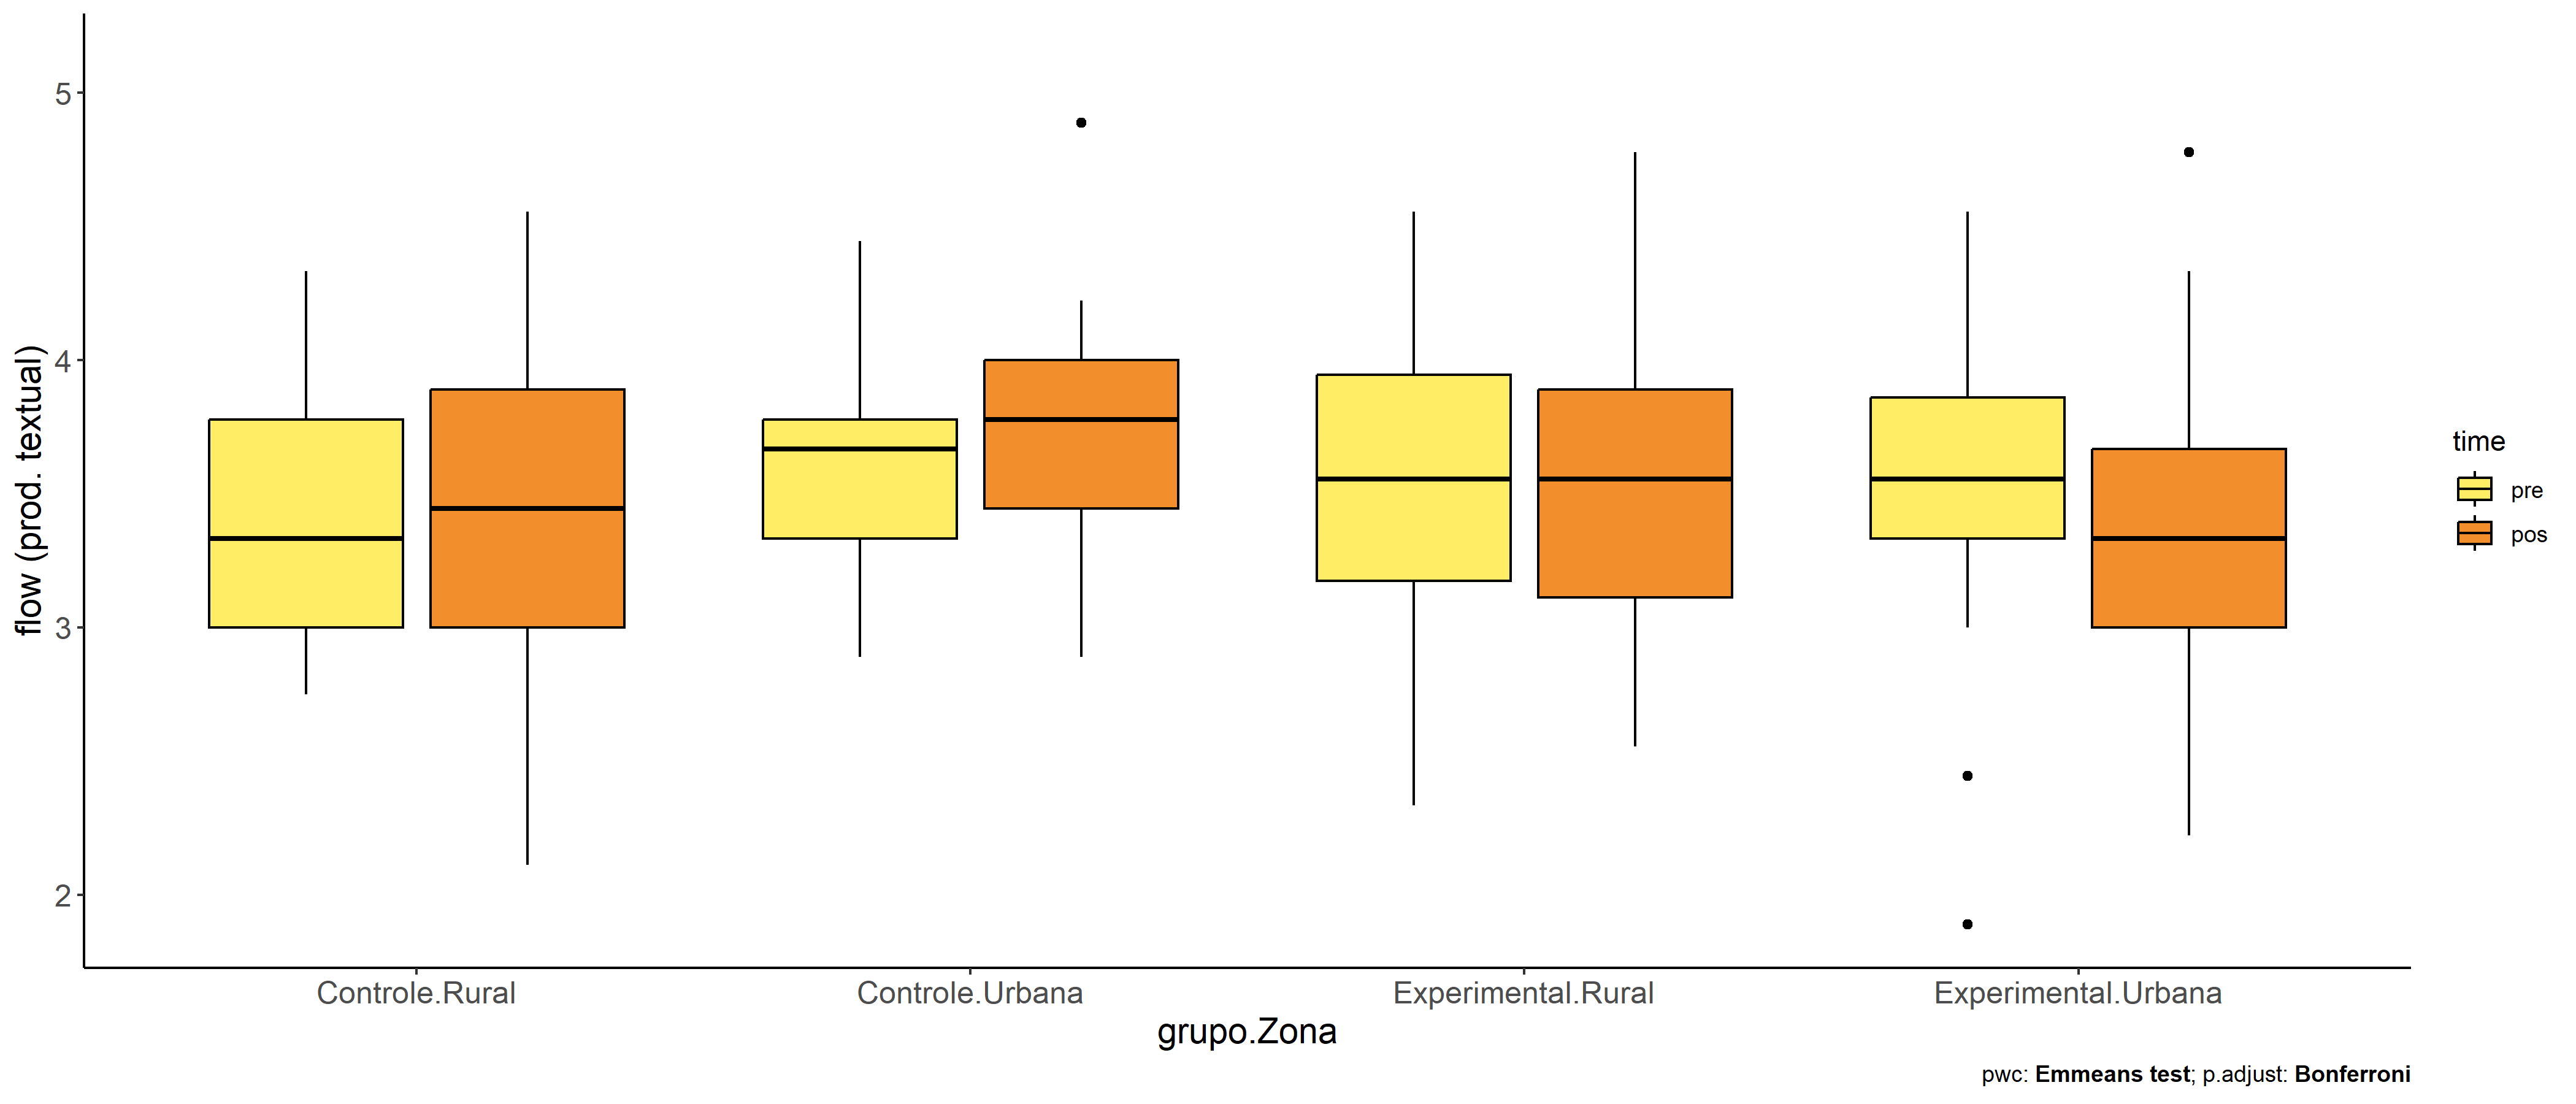 flow (prod. textual)
5
4
3
2
Controle.Rural
Controle.Urbana
Experimental.Rural
Experimental.Urbana
grupo.Zona
time
pre
pos
pwc: Emmeans test; p.adjust: Bonferroni